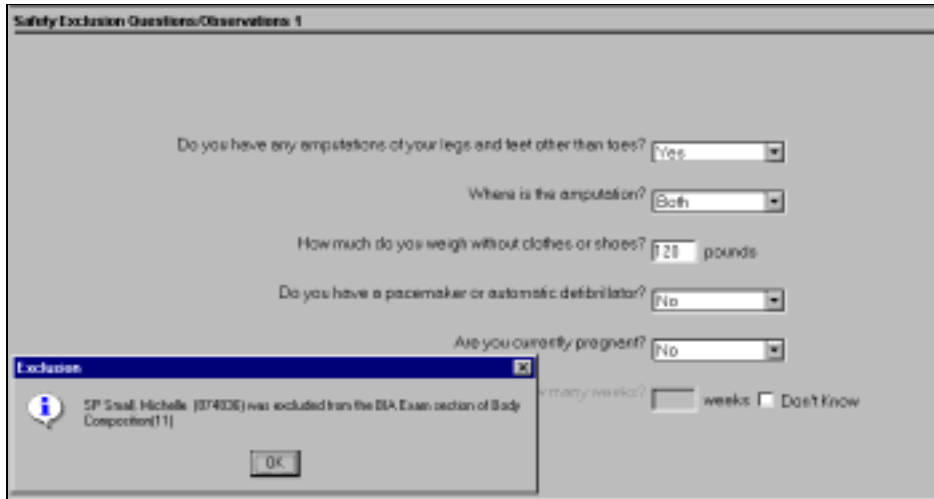 Safety Exclusion Questions/Observations: 1
Do you have any amputations of your legs and feet other than toes? Yes
Where is the amputation? Both
How much do you weigh without clothes or shoes? 120 pounds
Do you have a pacemaker or automatic defibrillator? No
Are you currently pregnant? No
many weeks? weeks Don't Know
Exclusion
SP Small, Michelle (874836) was excluded from the BIA Exam section of Body
Composition(11)
OK